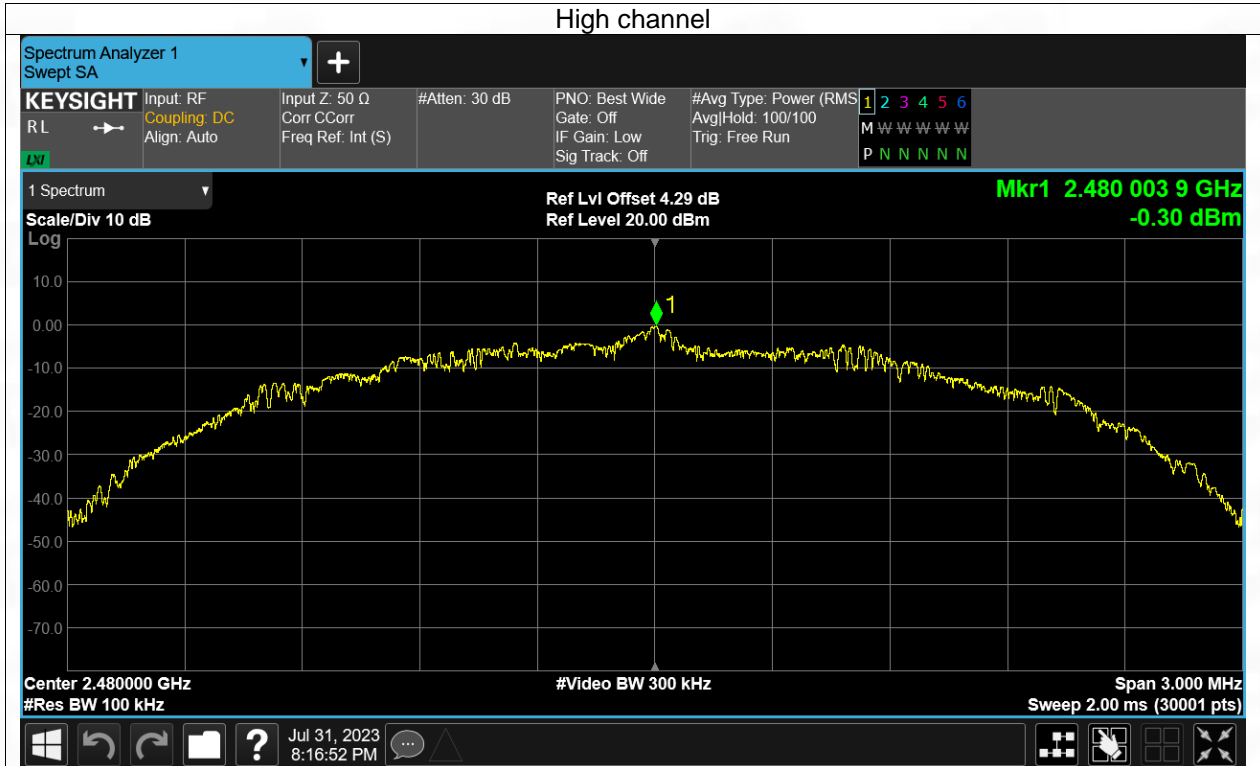 High channel
Spectrum Analyzer 1
Swept SA
KEYSIGHT
R L
LXI
Input: RF
Coupling: DC
Align: Auto
Input Z: 50 Ω
Corr CCorr
Freq Ref: Int (S)
#Atten: 30 dB
PNO: Best Wide
Gate: Off
IF Gain: Low
Sig Track: Off
#Avg Type: Power (RMS
Avg|Hold: 100/100
Trig: Free Run
1 2 3 4 5 6
M W W W W W
P N N N N N
1 Spectrum
Scale/Div 10 dB
Log
Ref Lvl Offset 4.29 dB
Ref Level 20.00 dBm
Mkr1 2.480 003 9 GHz
-0.30 dBm
1
10.0
0.00
-10.0
-20.0
-30.0
-40.0
-50.0
-60.0
-70.0
Center 2.480000 GHz
#Res BW 100 kHz
#Video BW 300 kHz
Span 3.000 MHz
Sweep 2.00 ms (30001 pts)
?
Jul 31, 2023
8:16:52 PM